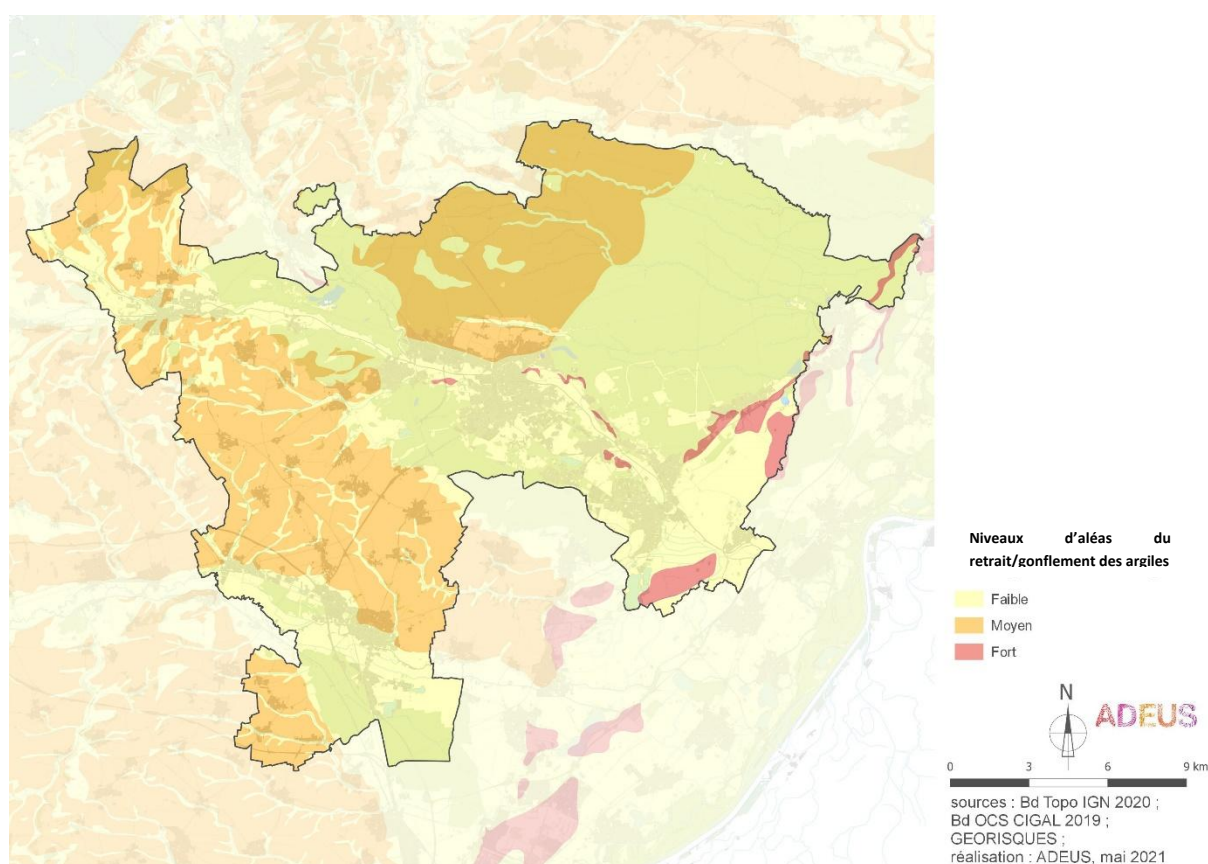 Niveaux d'aléas du
retrait/gonflement des argiles
Faible
Moyen
Fort
N
ADEUS
0 3 6 9 km
sources : Bd Topo IGN 2020 ;
Bd OCS CIGAL 2019 ;
GEORISQUES ;
réalisation : ADEUS, mai 2021